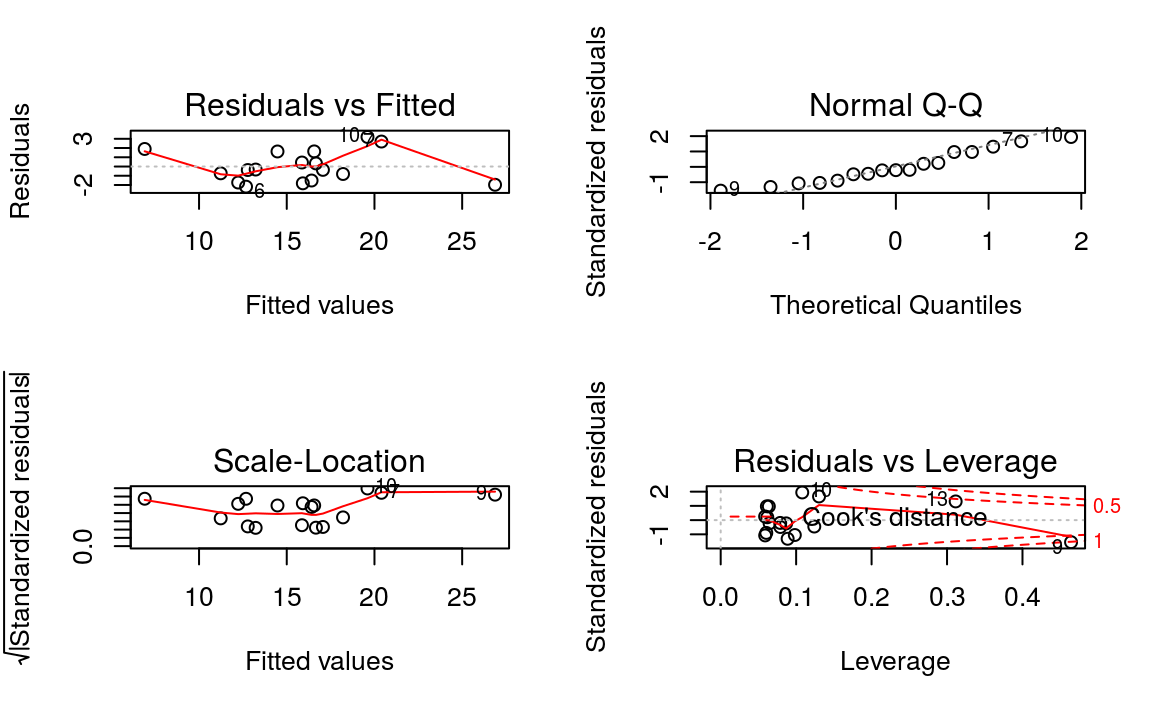 Residuals vs Fitted
Residuals
3
-2
10
7
6
10 15 20 25
Fitted values
Normal Q-Q
Standardized residuals
2
-1
9
7
10
-2 -1 0 1 2
Theoretical Quantiles
Scale-Location
√|Standardized residuals|
0.0
10
7
9
10 15 20 25
Fitted values
Residuals vs Leverage
Standardized residuals
2
-1
10
13
9
Cook's distance
0.5
1
0.0 0.1 0.2 0.3 0.4
Leverage